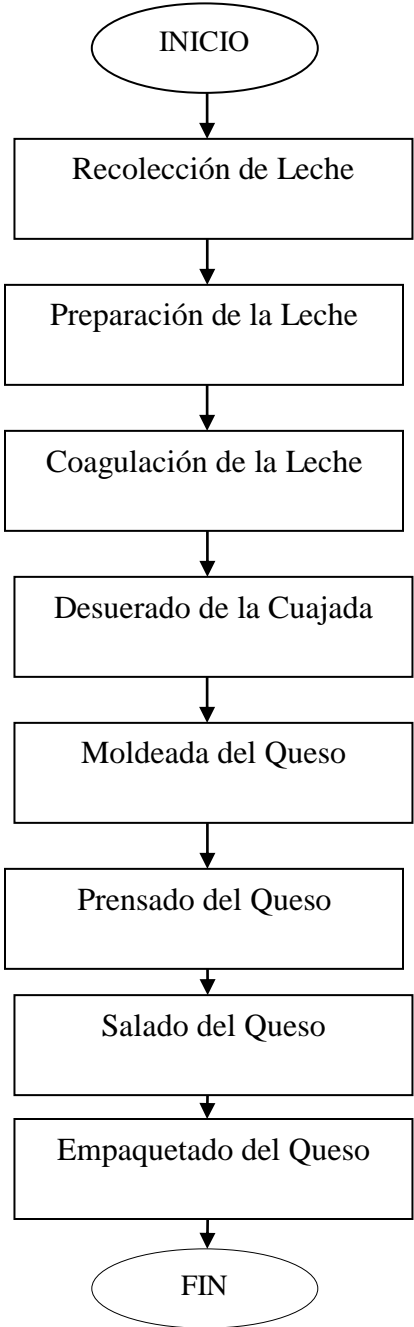 INICIO
Recolección de Leche
Preparación de la Leche
Coagulación de la Leche
Desuerado de la Cuajada
Moldeada del Queso
Prensado del Queso
Salado del Queso
Empaquetado del Queso
FIN